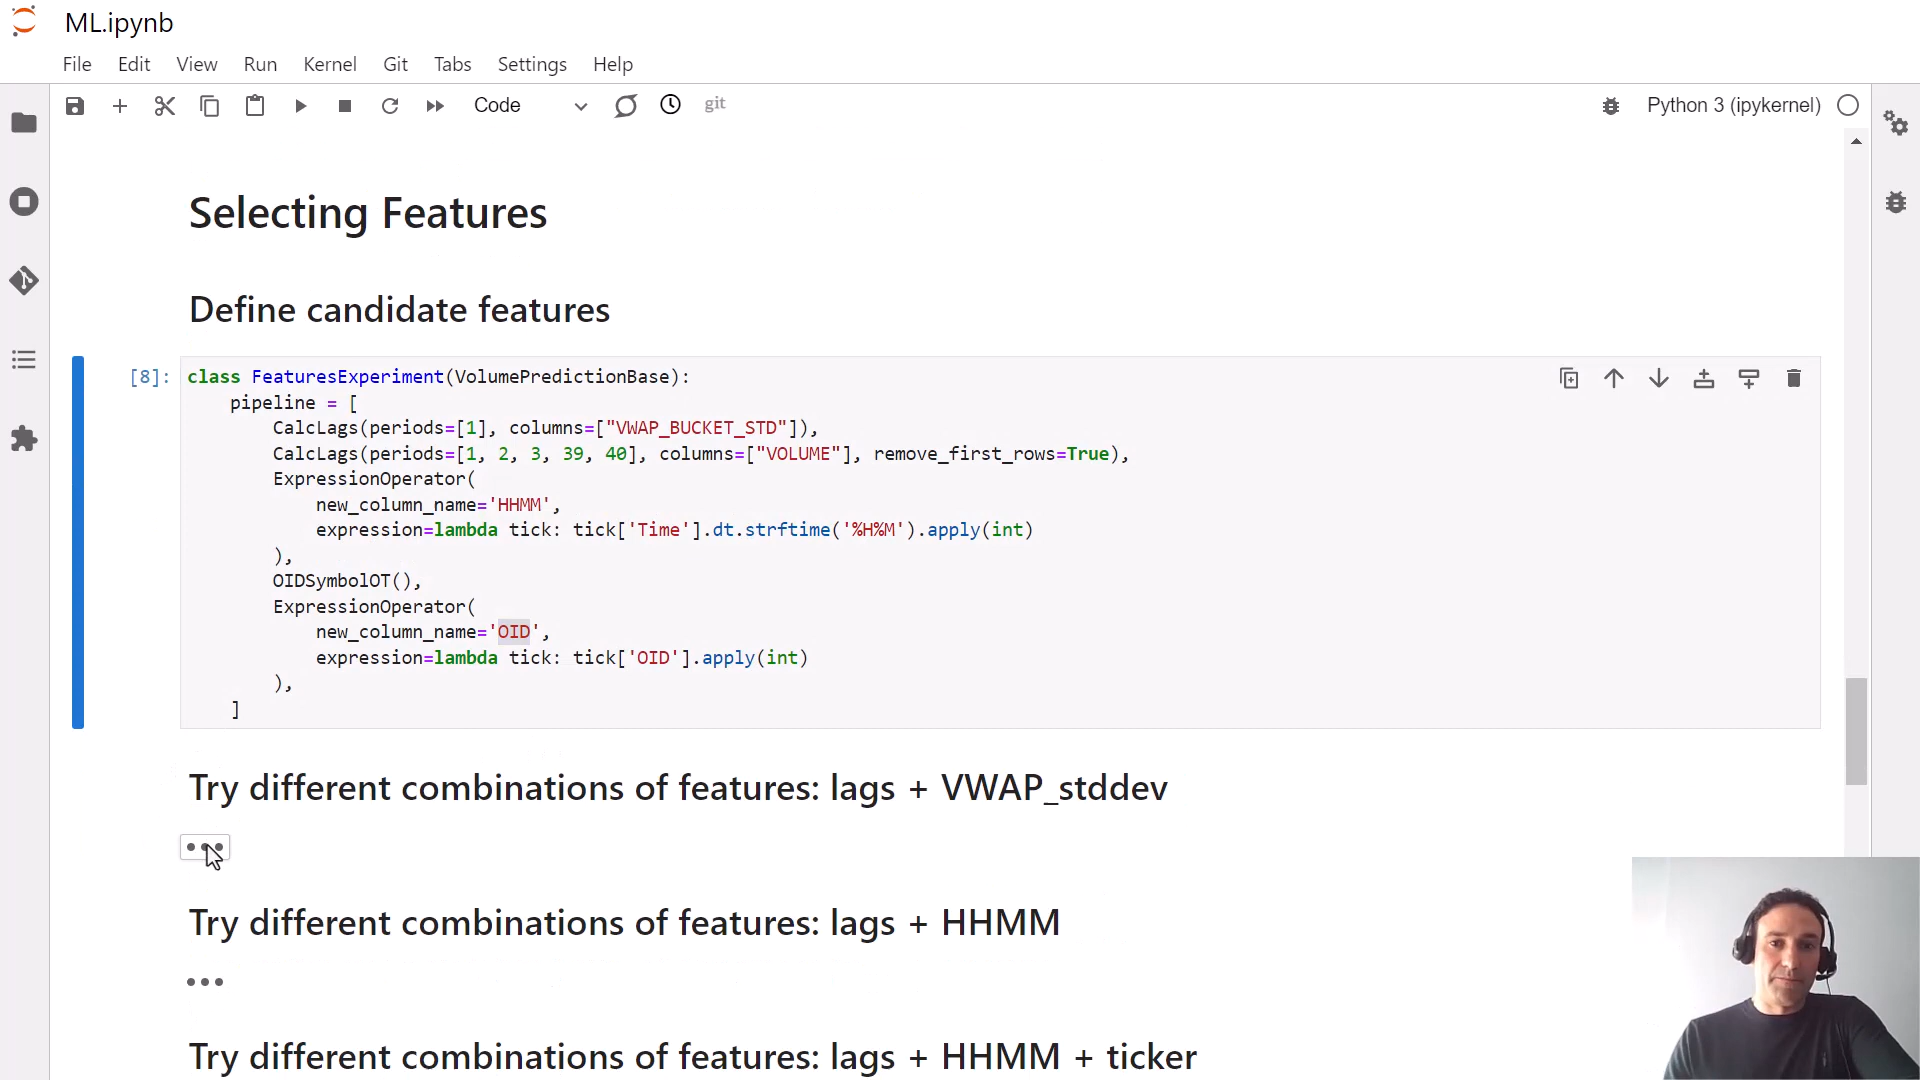 ML.ipynb
File Edit View Run Kernel Git Tabs Settings Help
Code git Python 3 (ipykernel)
Selecting Features
Define candidate features
[8]: class FeaturesExperiment(VolumePredictionBase):
pipeline = [
CalcLags(periods=[1], columns=["VWAP_BUCKET_STD"]),
CalcLags(periods=[1, 2, 3, 39, 40], columns=["VOLUME"], remove_first_rows=True),
ExpressionOperator(
new_column_name='HHMM',
expression=lambda tick: tick['Time'].dt.strftime('%H%M').apply(int)
),
OIDSymbolOT(),
ExpressionOperator(
new_column_name='OID',
expression=lambda tick: tick['OID'].apply(int)
),
]
Try different combinations of features: lags + VWAP_stddev
Try different combinations of features: lags + HHMM
Try different combinations of features: lags + HHMM + ticker